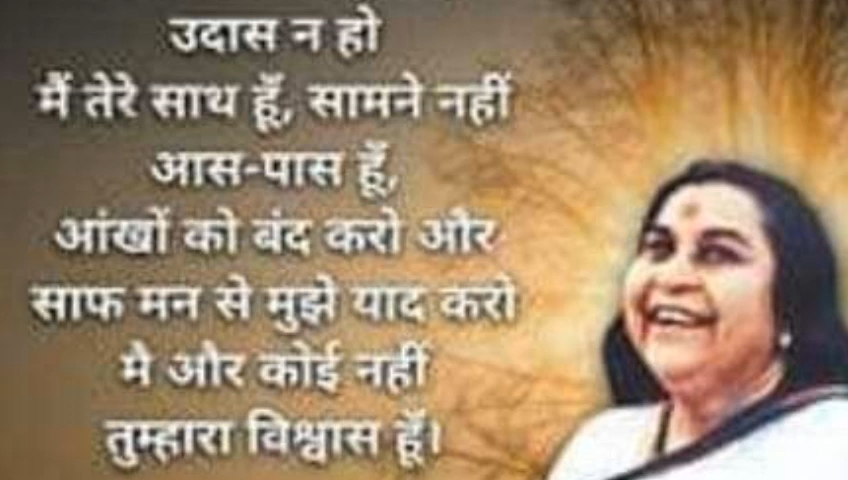 उदास न हो
मैं तेरे साथ हूँ, सामने नहीं
आस-पास हूँ,
आंखों को बंद करो और
साफ मन से मुझे याद करो
मै और कोई नहीं
तुम्हारा विश्वास हूँ।